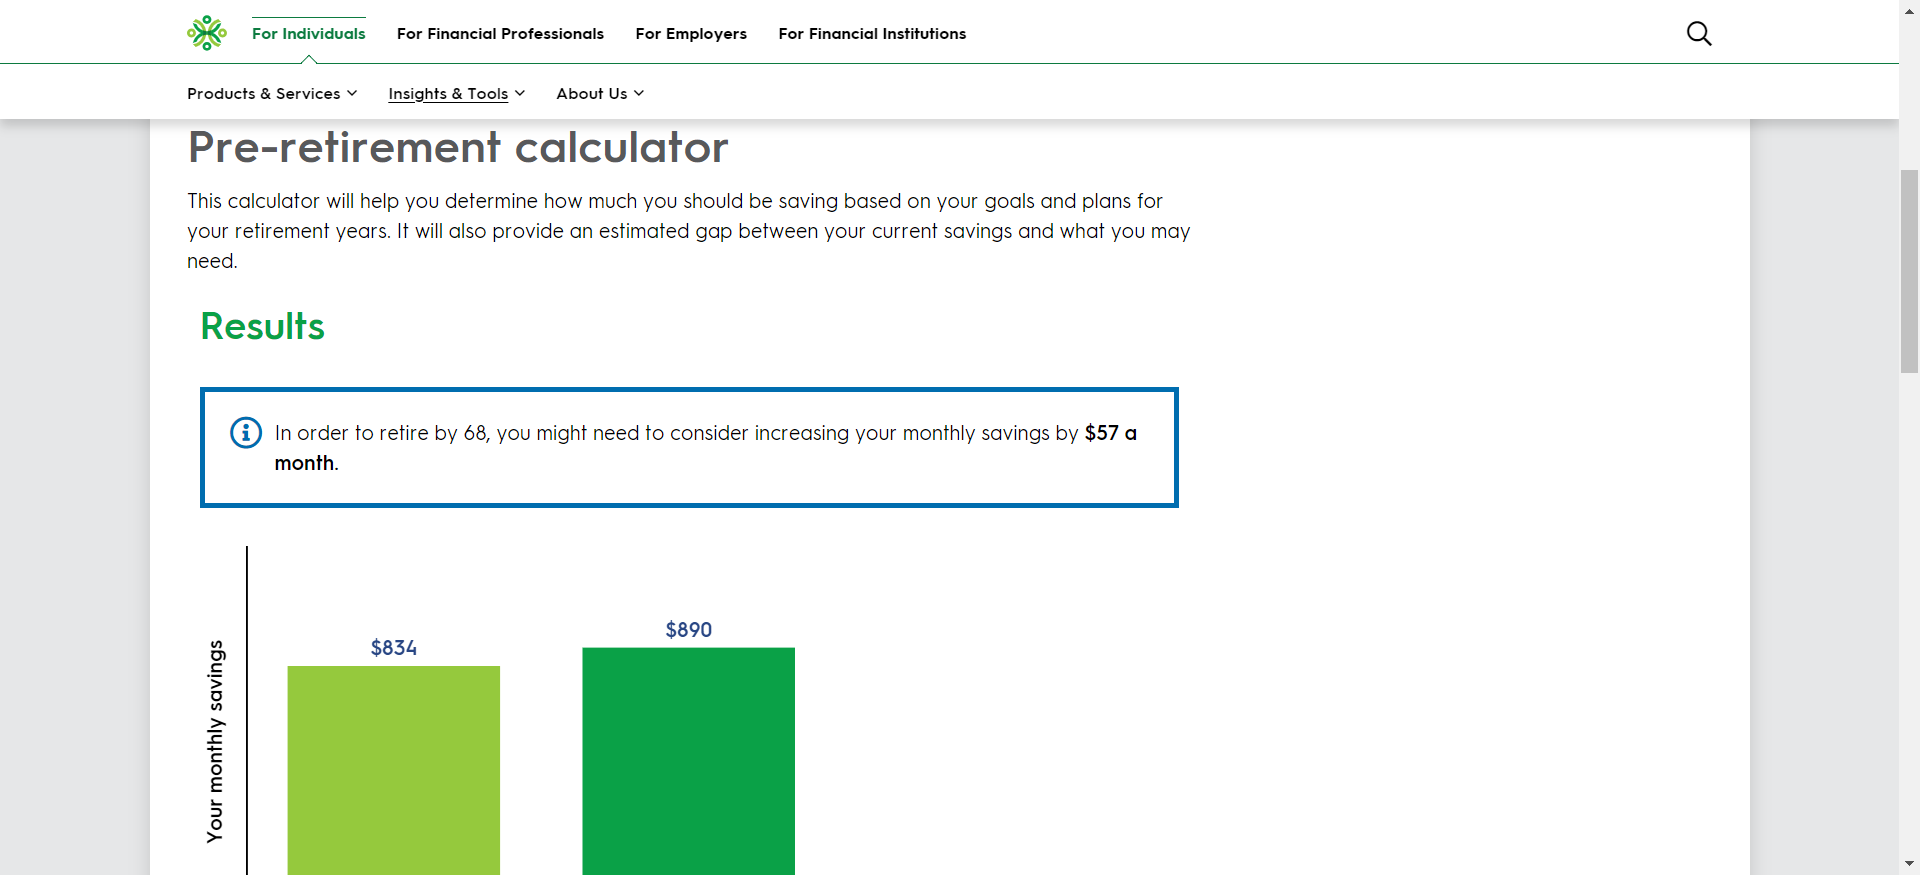 For Individuals
For Financial Professionals
For Employers
For Financial Institutions
Products & Services
Insights & Tools
About Us
Pre-retirement calculator
This calculator will help you determine how much you should be saving based on your goals and plans for
your retirement years. It will also provide an estimated gap between your current savings and what you may
need.
Results
In order to retire by 68, you might need to consider increasing your monthly savings by $57 a
month.
$834
$890
Your monthly savings